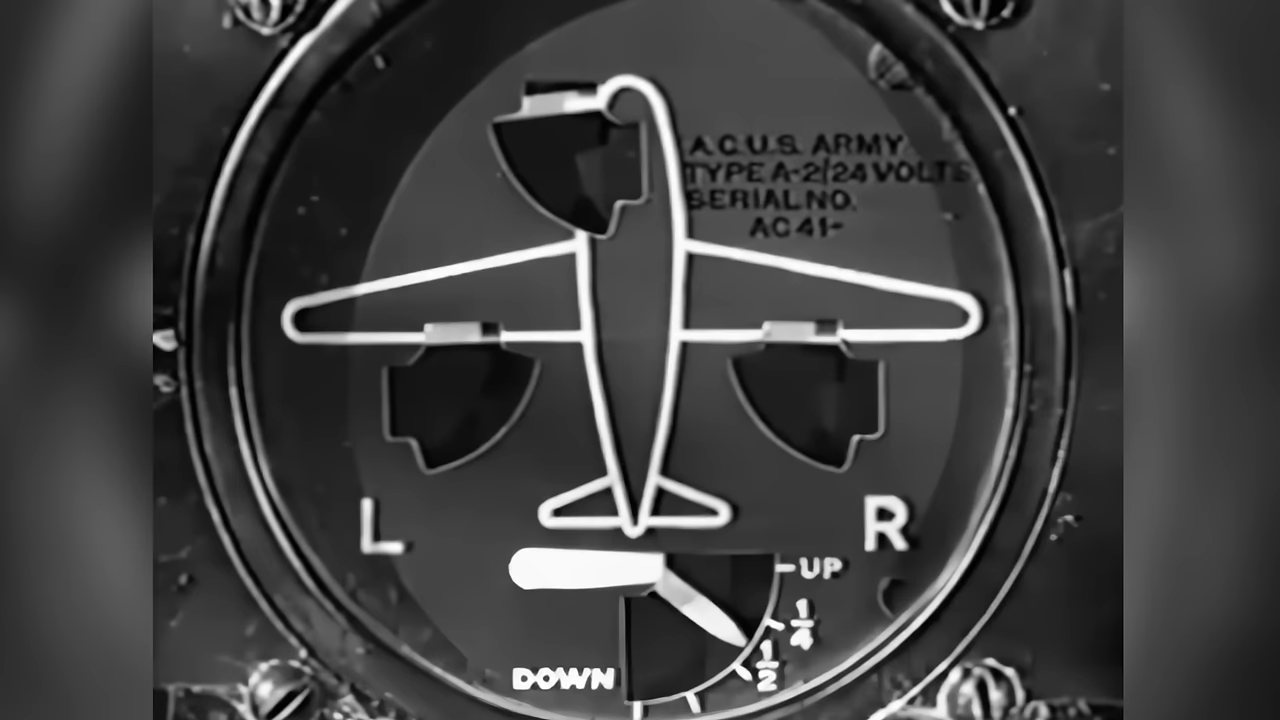 A.C.U.S. ARMY
TYPE A-2/24 VOLTS
SERIAL NO.
AC41-
L
R
UP
1/4
1/2
DOWN